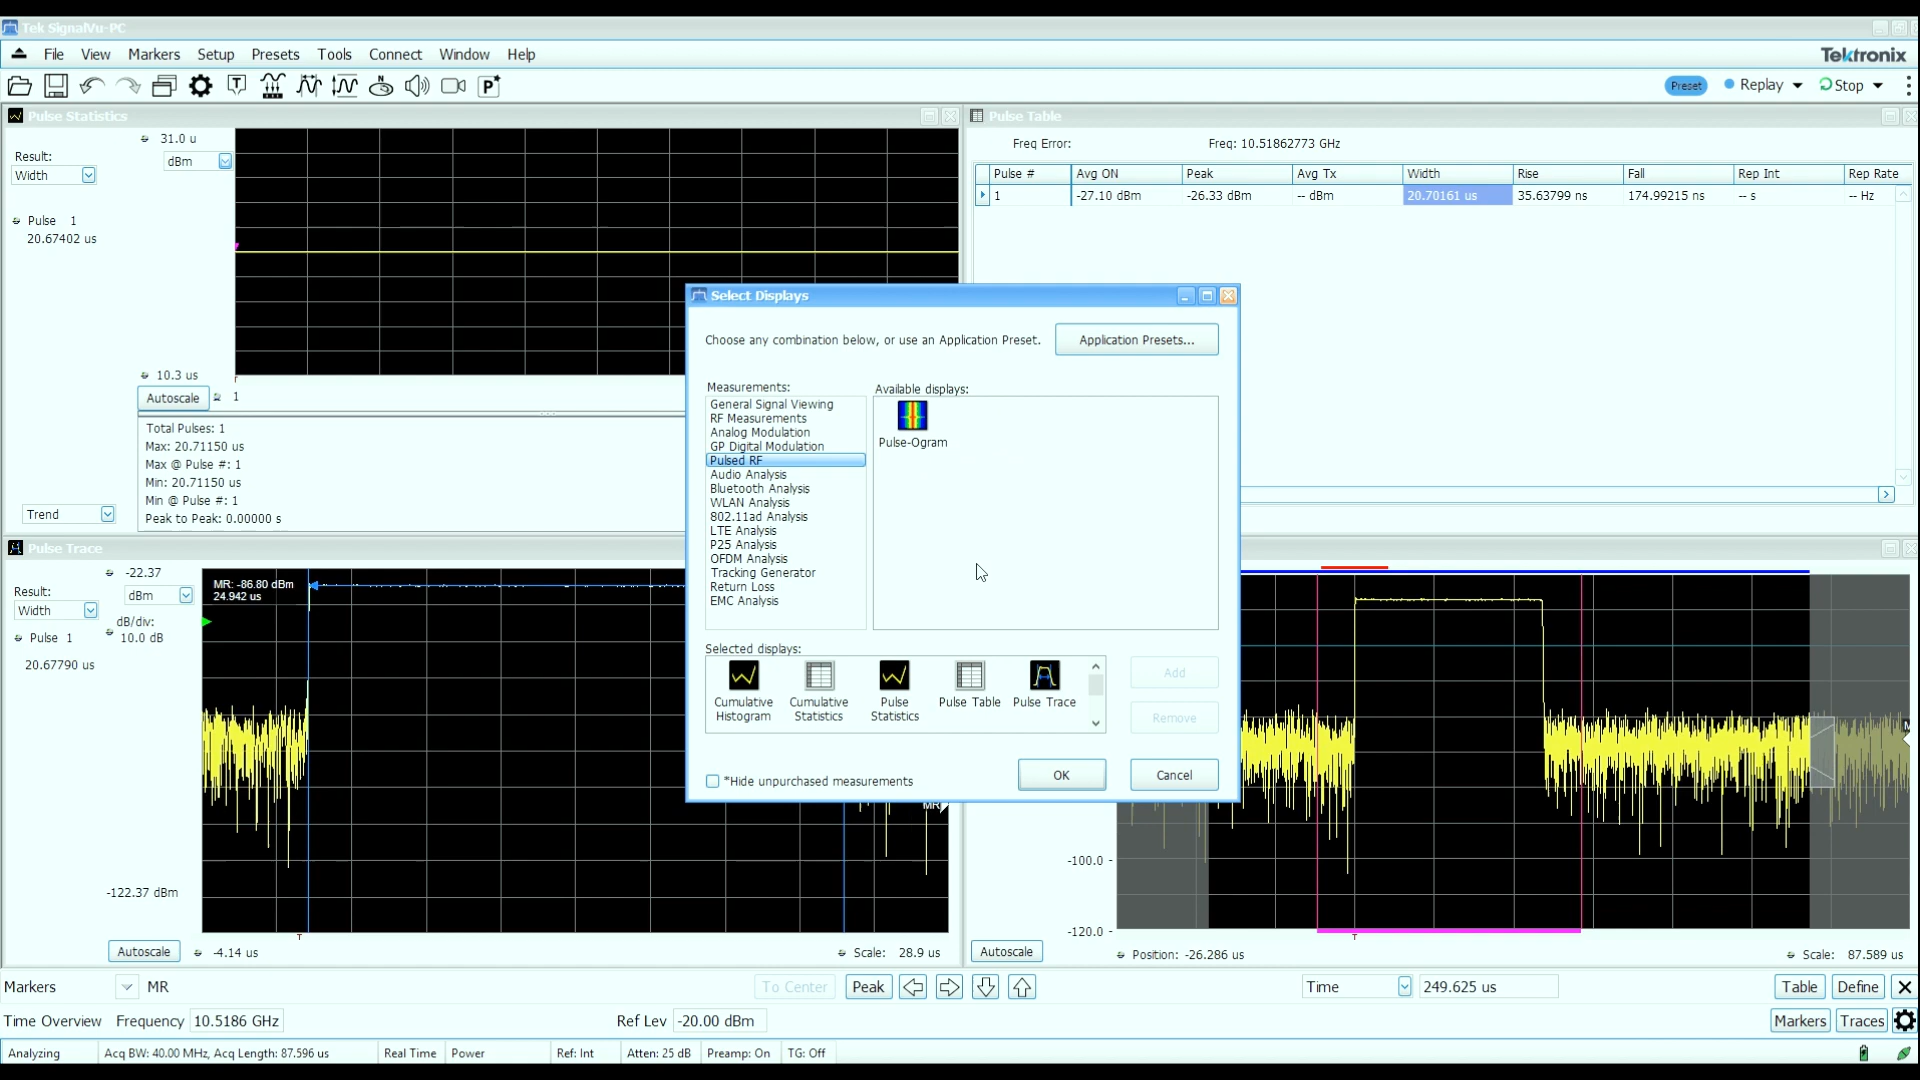 Tek SignalVu-PC
File View Markers Setup Presets Tools Connect Window Help
Tektronix
Preset Replay Stop
Pulse Statistics
31.0 u
dBm
Result:
Width
Pulse 1
20.67402 us
10.3 us
Autoscale 1
Total Pulses: 1
Max: 20.71150 us
Max @ Pulse #: 1
Min: 20.71150 us
Min @ Pulse #: 1
Peak to Peak: 0.00000 s
Trend
Pulse Table
Freq Error: Freq: 10.51862773 GHz
Pulse # Avg ON Peak Avg Tx Width Rise Fall Rep Int Rep Rate
1 -27.10 dBm -26.33 dBm -- dBm 20.70161 us 35.63799 ns 174.99215 ns -- s -- Hz
Select Displays
Choose any combination below, or use an Application Preset. Application Presets...
Measurements:
General Signal Viewing
RF Measurements
Analog Modulation
GP Digital Modulation
Pulsed RF
Audio Analysis
Bluetooth Analysis
WLAN Analysis
802.11ad Analysis
LTE Analysis
P25 Analysis
OFDM Analysis
Tracking Generator
Return Loss
EMC Analysis
Available displays:
Pulse-Ogram
Selected displays:
Cumulative Histogram
Cumulative Statistics
Pulse Statistics
Pulse Table
Pulse Trace
Add
Remove
*Hide unpurchased measurements
OK Cancel
Pulse Trace
-22.37
dBm
Result:
Width
dB/div:
10.0 dB
Pulse 1
20.67790 us
MR: -86.80 dBm
24.942 us
MR
-122.37 dBm
T
Autoscale -4.14 us Scale: 28.9 us
-100.0
-120.0
T
Autoscale Position: -26.286 us Scale: 87.589 us
Markers MR To Center Peak Time 249.625 us Table Define
Time Overview Frequency 10.5186 GHz Ref Lev -20.00 dBm Markers Traces
Analyzing Acq BW: 40.00 MHz, Acq Length: 87.596 us Real Time Power Ref: Int Atten: 25 dB Preamp: On TG: Off